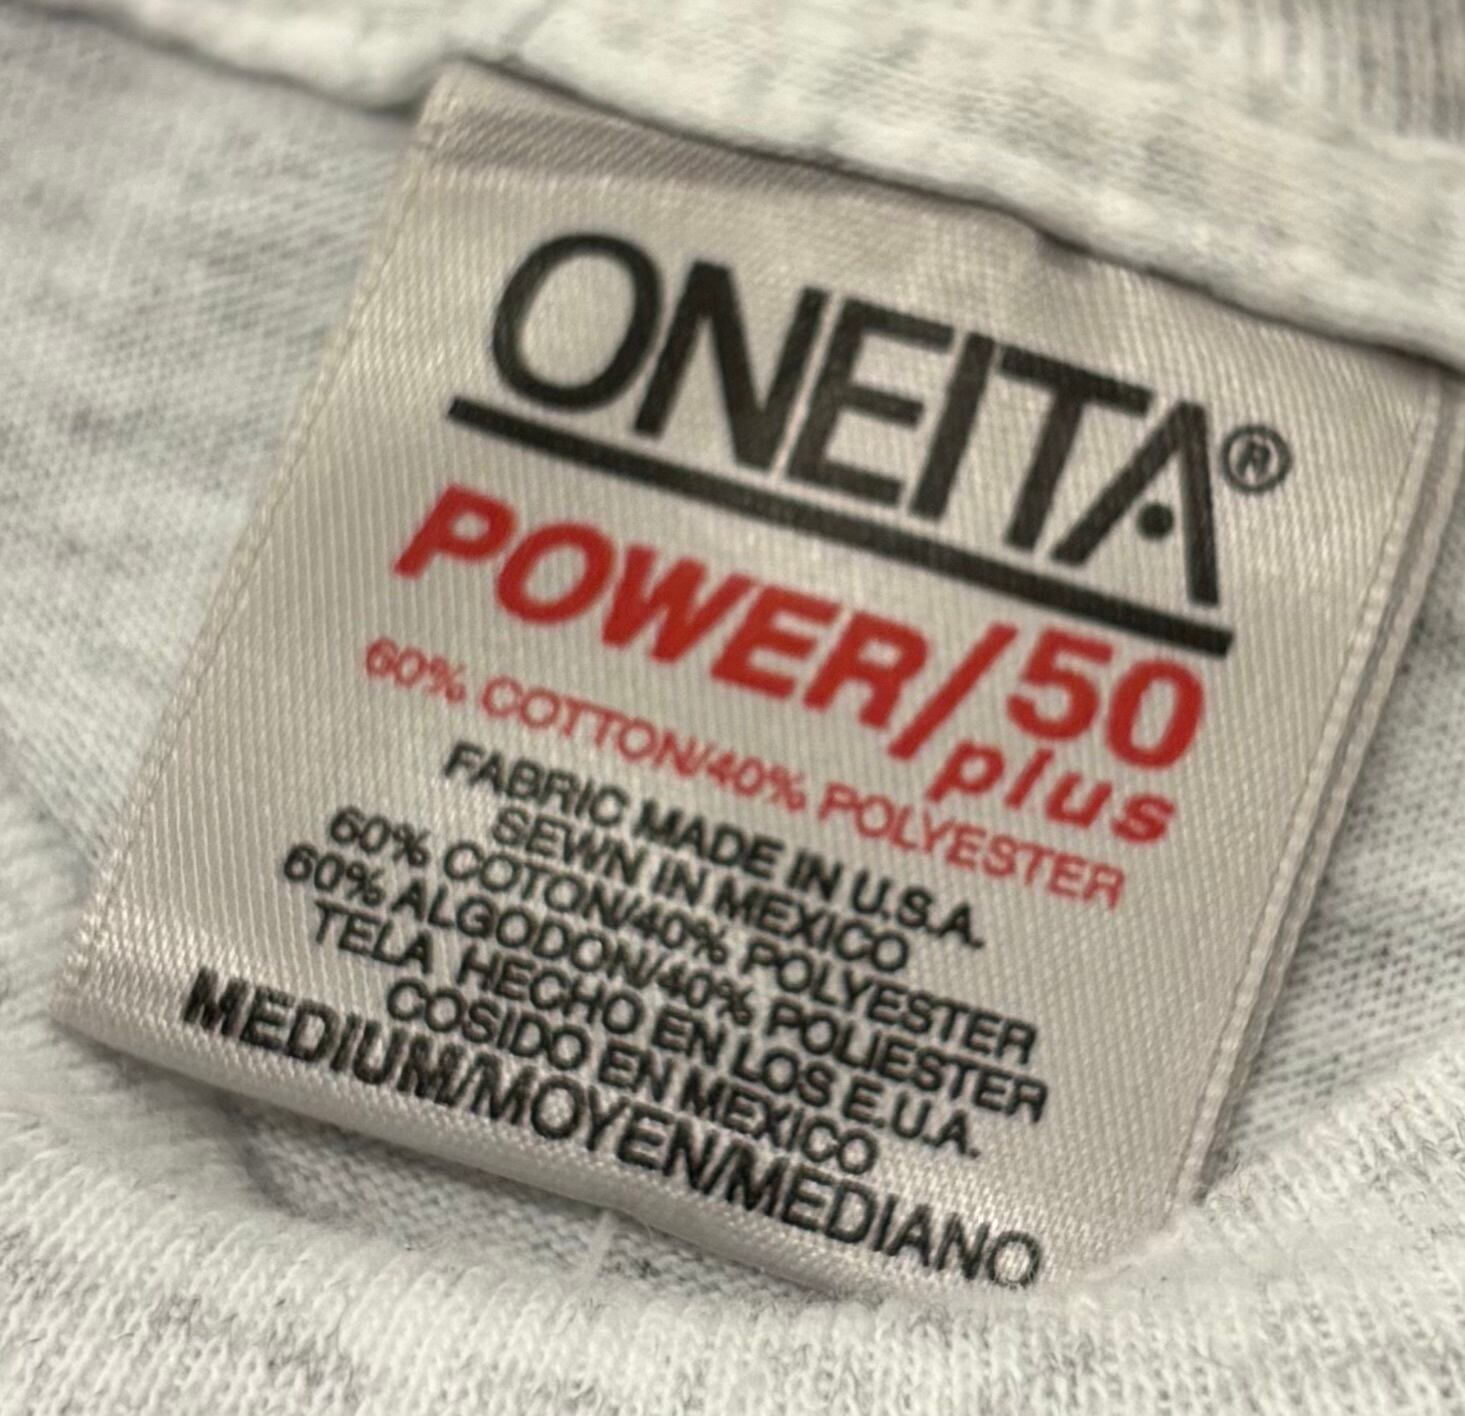 ONEITA®
POWER/50
plus
60% COTTON/40% POLYESTER
FABRIC MADE IN U.S.A.
SEWN IN MEXICO
60% COTON/40% POLYESTER
60% ALGODON/40% POLIESTER
TELA HECHO EN LOS E.U.A.
COSIDO EN MEXICO
MEDIUM/MOYEN/MEDIANO